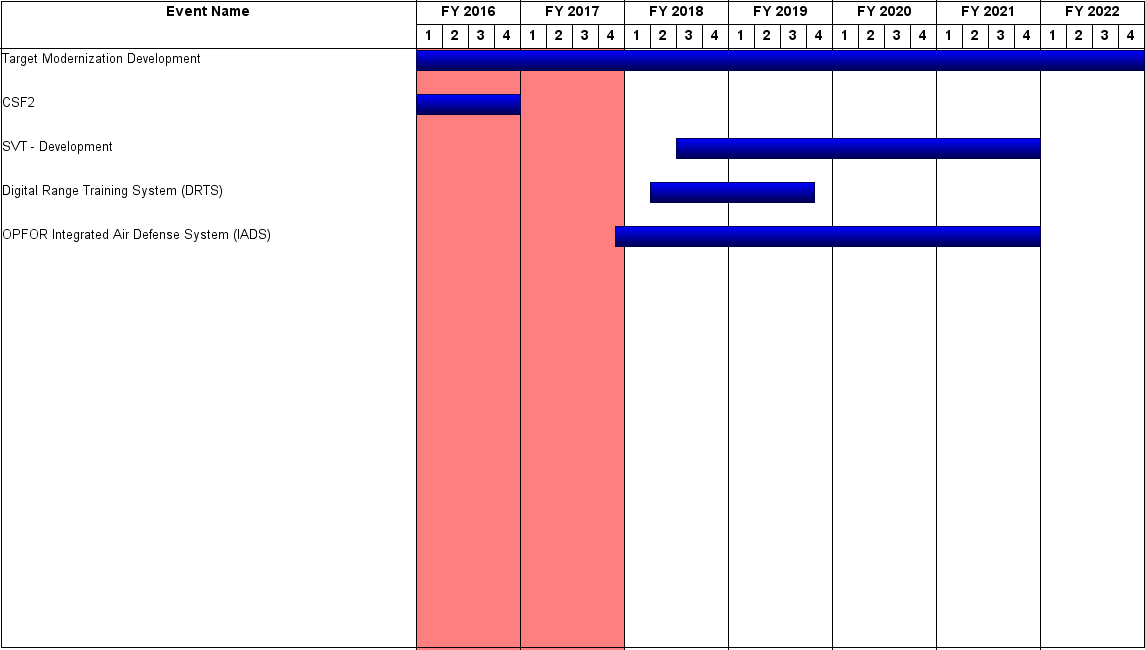 Event Name FY 2016 FY 2017 FY 2018 FY 2019 FY 2020 FY 2021 FY 2022
1 2 3 4 1 2 3 4 1 2 3 4 1 2 3 4 1 2 3 4 1 2 3 4 1 2 3 4
Target Modernization Development
CSF2
SVT - Development
Digital Range Training System (DRTS)
OPFOR Integrated Air Defense System (IADS)